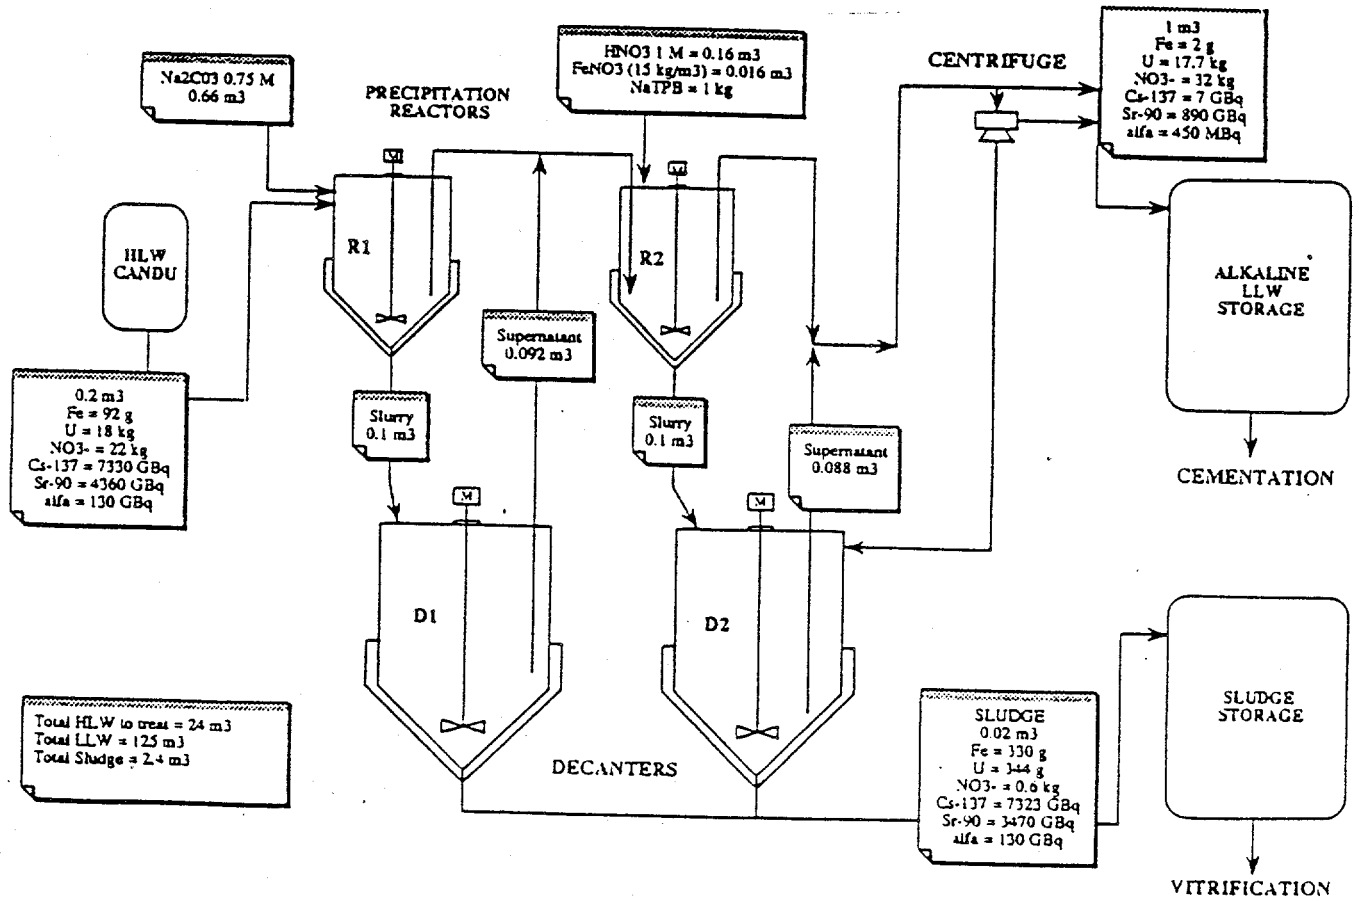 Na2CO3 0.75 M
0.66 m3
PRECIPITATION
REACTORS
HNO3 1 M = 0.16 m3
FeNO3 (15 kg/m3) = 0.016 m3
NaTPB = 1 kg
CENTRIFUGE
1 m3
Fe = 2 g
U = 17.7 kg
NO3- = 32 kg
Cs-137 = 7 GBq
Sr-90 = 890 GBq
alfa = 450 MBq
M
M
HLW
CANDU
R1
R2
ALKALINE
LLW
STORAGE
Supernatant
0.092 m3
0.2 m3
Fe = 92 g
U = 18 kg
NO3- = 22 kg
Cs-137 = 7330 GBq
Sr-90 = 4360 GBq
alfa = 130 GBq
Slurry
0.1 m3
Slurry
0.1 m3
Supernatant
0.088 m3
CEMENTATION
M
M
D1
D2
Total HLW to treat = 24 m3
Total LLW = 125 m3
Total Sludge = 2.4 m3
DECANTERS
SLUDGE
0.02 m3
Fe = 330 g
U = 344 g
NO3- = 0.6 kg
Cs-137 = 7323 GBq
Sr-90 = 3470 GBq
alfa = 130 GBq
SLUDGE
STORAGE
VITRIFICATION